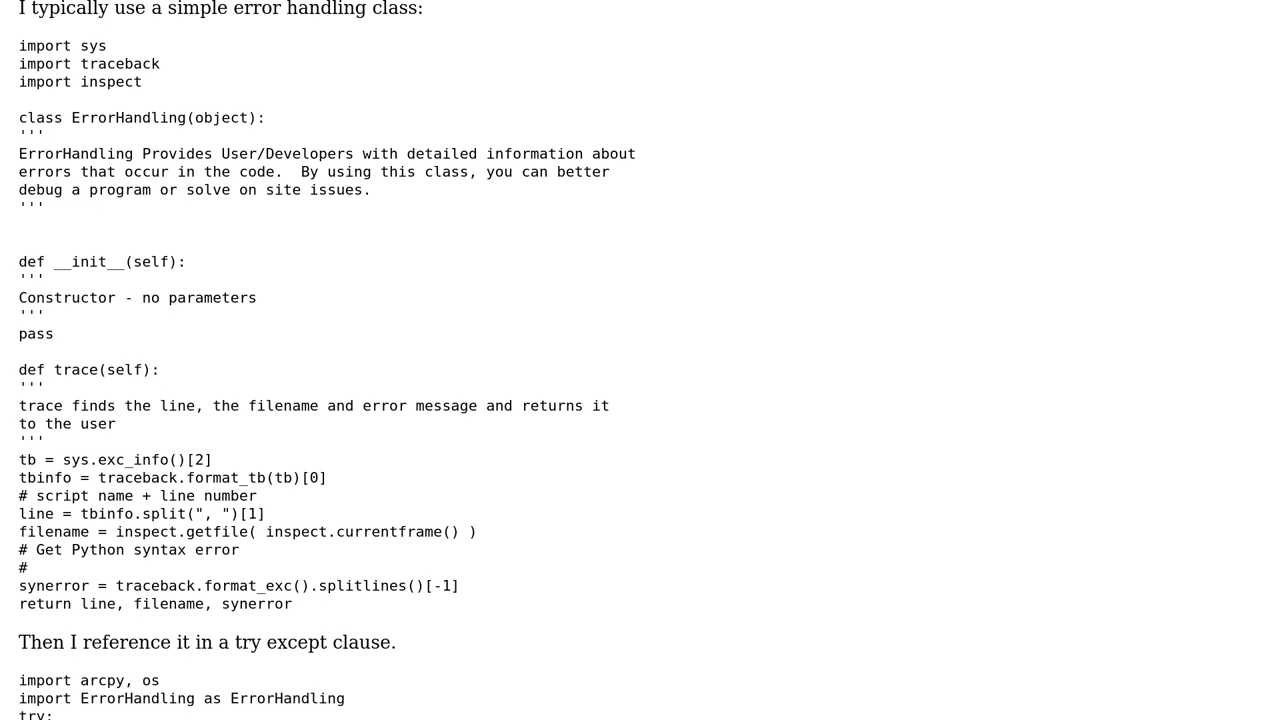 I typically use a simple error handling class:
import sys
import traceback
import inspect
class ErrorHandling(object):
'''
ErrorHandling Provides User/Developers with detailed information about
errors that occur in the code.  By using this class, you can better
debug a program or solve on site issues.
'''
def __init__(self):
'''
Constructor - no parameters
'''
pass
def trace(self):
'''
trace finds the line, the filename and error message and returns it
to the user
'''
tb = sys.exc_info()[2]
tbinfo = traceback.format_tb(tb)[0]
# script name + line number
line = tbinfo.split(", ")[1]
filename = inspect.getfile( inspect.currentframe() )
# Get Python syntax error
#
synerror = traceback.format_exc().splitlines()[-1]
return line, filename, synerror
Then I reference it in a try except clause.
import arcpy, os
import ErrorHandling as ErrorHandling
try: